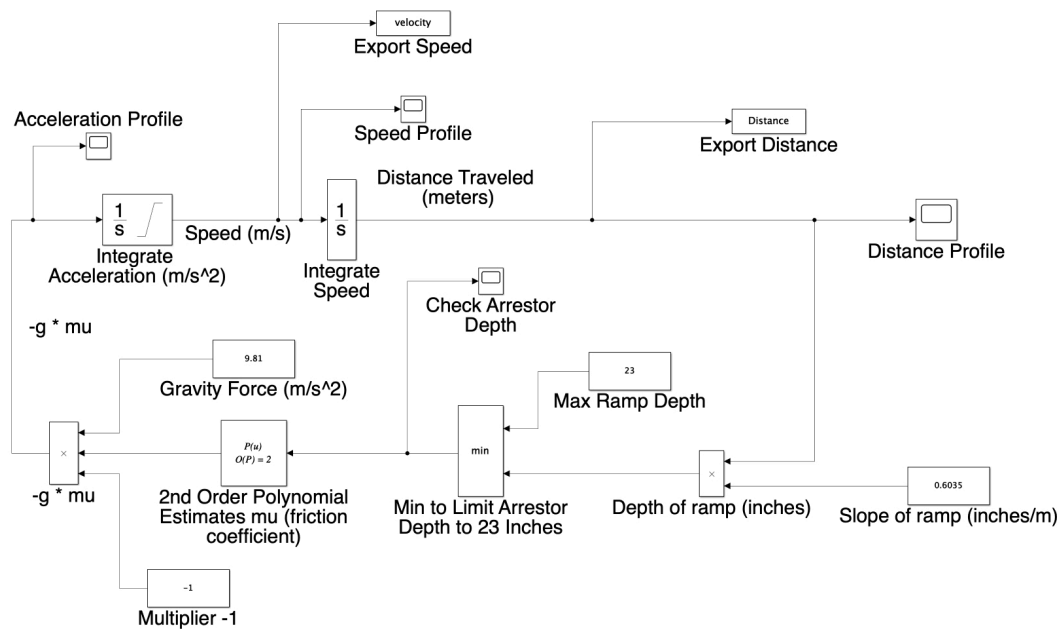 velocity
Export Speed
Acceleration Profile
Speed Profile
Distance
Export Distance
Distance Traveled
(meters)
1
s
Integrate
Acceleration (m/s^2)
Speed (m/s)
1
s
Integrate
Speed
Distance Profile
Check Arrestor
Depth
-g * mu
9.81
Gravity Force (m/s^2)
23
Max Ramp Depth
×
-g * mu
P(u)
O(P) = 2
2nd Order Polynomial
Estimates mu (friction
coefficient)
min
Min to Limit Arrestor
Depth to 23 Inches
×
Depth of ramp (inches)
0.6035
Slope of ramp (inches/m)
-1
Multiplier -1